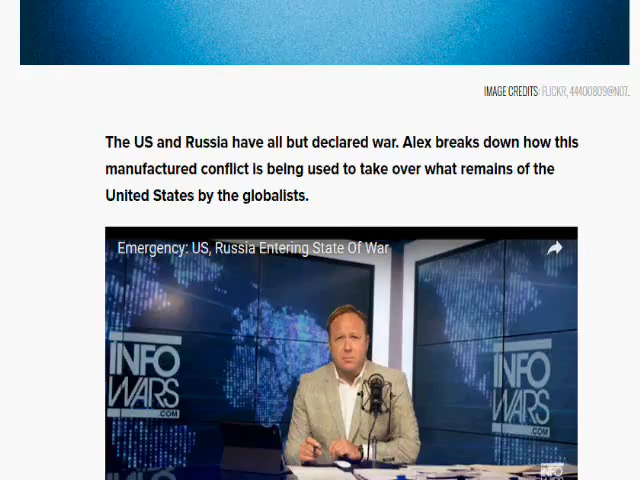 IMAGE CREDITS: FLICKR, 44400809@N07.
The US and Russia have all but declared war. Alex breaks down how this
manufactured conflict is being used to take over what remains of the
United States by the globalists.
Emergency: US, Russia Entering State Of War
INFO
WARS
.COM
INFO
WARS
.COM
INFO
INFO